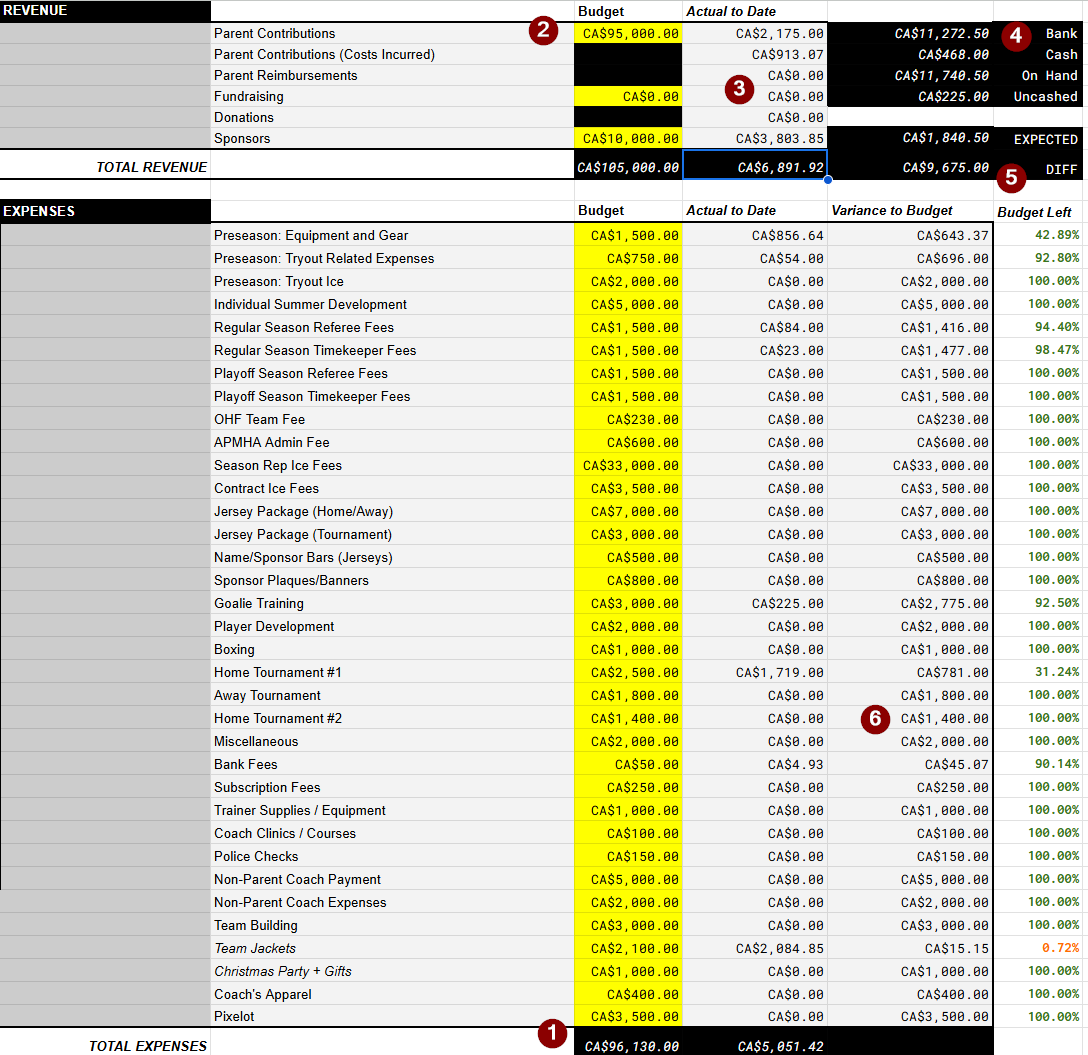 REVENUE Budget Actual to Date
Parent Contributions 2 CA$95,000.00 CA$2,175.00 CA$11,272.50 4 Bank
Parent Contributions (Costs Incurred) CA$913.07 CA$468.00 Cash
Parent Reimbursements CA$0.00 CA$11,740.50 On Hand
Fundraising CA$0.00 3 CA$0.00 CA$225.00 Uncashed
Donations CA$0.00
Sponsors CA$10,000.00 CA$3,803.85 CA$1,840.50 EXPECTED
TOTAL REVENUE CA$105,000.00 CA$6,891.92 CA$9,675.00 5 DIFF
EXPENSES Budget Actual to Date Variance to Budget Budget Left
Preseason: Equipment and Gear CA$1,500.00 CA$856.64 CA$643.37 42.89%
Preseason: Tryout Related Expenses CA$750.00 CA$54.00 CA$696.00 92.80%
Preseason: Tryout Ice CA$2,000.00 CA$0.00 CA$2,000.00 100.00%
Individual Summer Development CA$5,000.00 CA$0.00 CA$5,000.00 100.00%
Regular Season Referee Fees CA$1,500.00 CA$84.00 CA$1,416.00 94.40%
Regular Season Timekeeper Fees CA$1,500.00 CA$23.00 CA$1,477.00 98.47%
Playoff Season Referee Fees CA$1,500.00 CA$0.00 CA$1,500.00 100.00%
Playoff Season Timekeeper Fees CA$1,500.00 CA$0.00 CA$1,500.00 100.00%
OHF Team Fee CA$230.00 CA$0.00 CA$230.00 100.00%
APMHA Admin Fee CA$600.00 CA$0.00 CA$600.00 100.00%
Season Rep Ice Fees CA$33,000.00 CA$0.00 CA$33,000.00 100.00%
Contract Ice Fees CA$3,500.00 CA$0.00 CA$3,500.00 100.00%
Jersey Package (Home/Away) CA$7,000.00 CA$0.00 CA$7,000.00 100.00%
Jersey Package (Tournament) CA$3,000.00 CA$0.00 CA$3,000.00 100.00%
Name/Sponsor Bars (Jerseys) CA$500.00 CA$0.00 CA$500.00 100.00%
Sponsor Plaques/Banners CA$800.00 CA$0.00 CA$800.00 100.00%
Goalie Training CA$3,000.00 CA$225.00 CA$2,775.00 92.50%
Player Development CA$2,000.00 CA$0.00 CA$2,000.00 100.00%
Boxing CA$1,000.00 CA$0.00 CA$1,000.00 100.00%
Home Tournament #1 CA$2,500.00 CA$1,719.00 CA$781.00 31.24%
Away Tournament CA$1,800.00 CA$0.00 CA$1,800.00 100.00%
Home Tournament #2 CA$1,400.00 CA$0.00 6 CA$1,400.00 100.00%
Miscellaneous CA$2,000.00 CA$0.00 CA$2,000.00 100.00%
Bank Fees CA$50.00 CA$4.93 CA$45.07 90.14%
Subscription Fees CA$250.00 CA$0.00 CA$250.00 100.00%
Trainer Supplies / Equipment CA$1,000.00 CA$0.00 CA$1,000.00 100.00%
Coach Clinics / Courses CA$100.00 CA$0.00 CA$100.00 100.00%
Police Checks CA$150.00 CA$0.00 CA$150.00 100.00%
Non-Parent Coach Payment CA$5,000.00 CA$0.00 CA$5,000.00 100.00%
Non-Parent Coach Expenses CA$2,000.00 CA$0.00 CA$2,000.00 100.00%
Team Building CA$3,000.00 CA$0.00 CA$3,000.00 100.00%
Team Jackets CA$2,100.00 CA$2,084.85 CA$15.15 0.72%
Christmas Party + Gifts CA$1,000.00 CA$0.00 CA$1,000.00 100.00%
Coach's Apparel CA$400.00 CA$0.00 CA$400.00 100.00%
Pixelot CA$3,500.00 CA$0.00 CA$3,500.00 100.00%
TOTAL EXPENSES 1 CA$96,130.00 CA$5,051.42